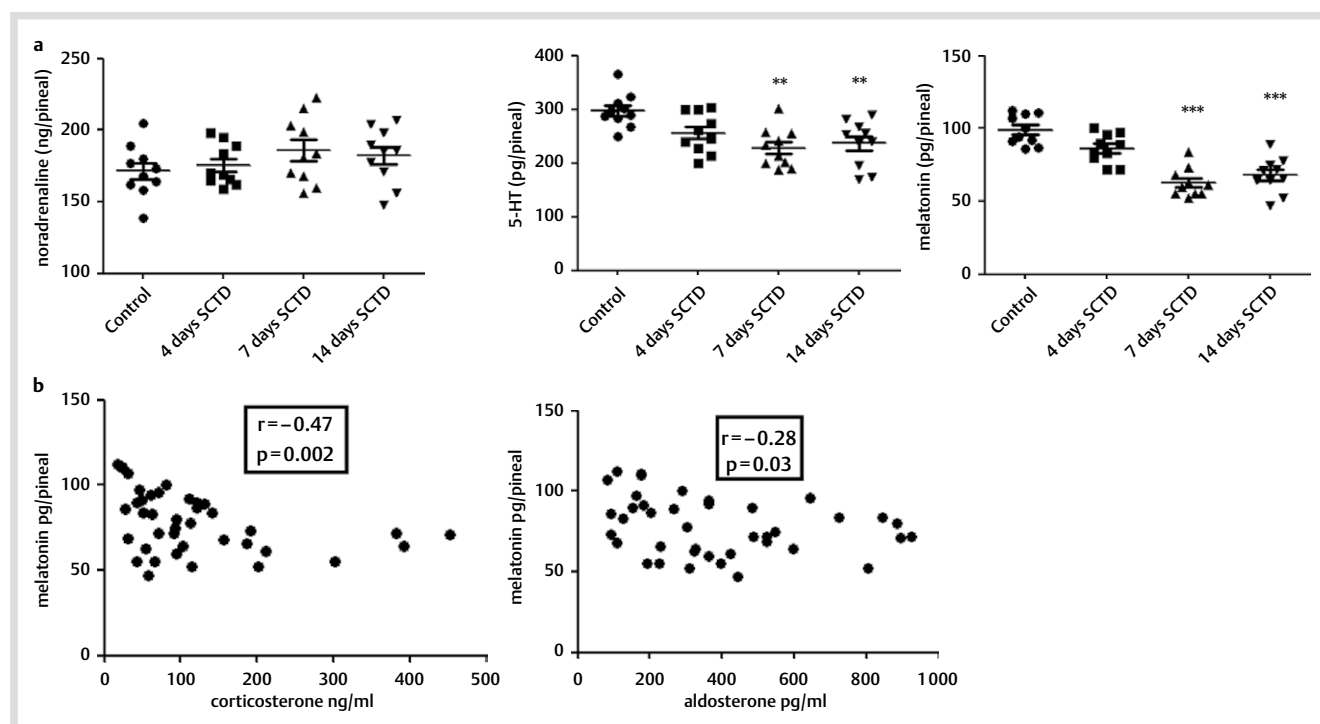 a
noradrenaline (ng/pineal)
250
200
150
100
Control
4 days SCTD
7 days SCTD
14 days SCTD
5-HT (pg/pineal)
400
300
200
100
0
**
**
Control
4 days SCTD
7 days SCTD
14 days SCTD
melatonin (pg/pineal)
150
100
50
0
***
***
Control
4 days SCTD
7 days SCTD
14 days SCTD
b
melatonin pg/pineal
150
100
50
0
r=−0.47
p=0.002
0 100 200 300 400 500
corticosterone ng/ml
melatonin pg/pineal
150
100
50
0
r=−0.28
p=0.03
0 200 400 600 800 1000
aldosterone pg/ml